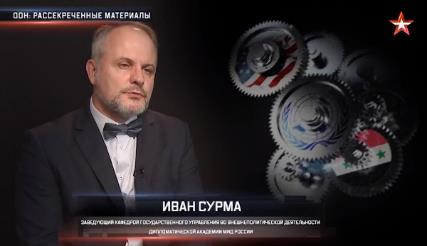 ООН: РАССЕКРЕЧЕННЫЕ МАТЕРИАЛЫ
ИВАН СУРМА
ЗАВЕДУЮЩИЙ КАФЕДРОЙ ГОСУДАРСТВЕННОГО УПРАВЛЕНИЯ ВО ВНЕШНЕПОЛИТИЧЕСКОЙ ДЕЯТЕЛЬНОСТИ
ДИПЛОМАТИЧЕСКОЙ АКАДЕМИИ МИД РОССИИ